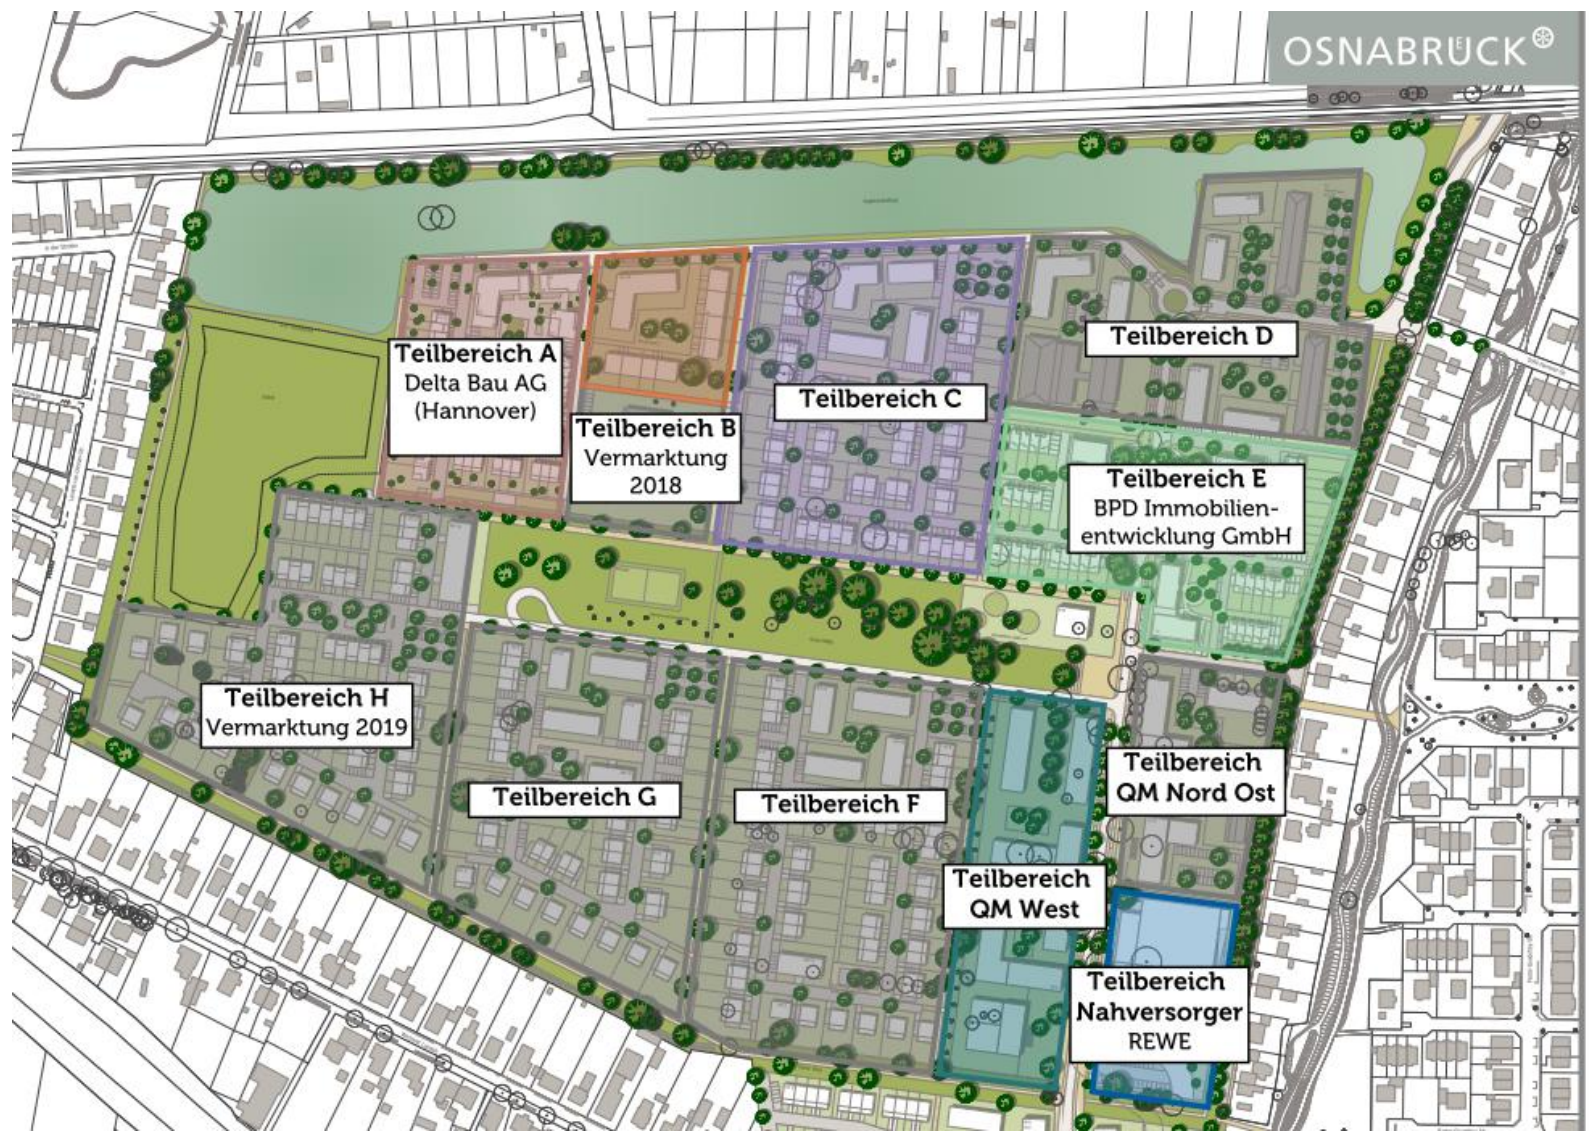 OSNABRÜCK
Teilbereich D
Teilbereich A
Delta Bau AG
(Hannover)
Teilbereich C
Teilbereich B
Vermarktung
2018
Teilbereich E
BPD Immobilien-
entwicklung GmbH
Teilbereich H
Vermarktung 2019
Teilbereich
QM Nord Ost
Teilbereich G
Teilbereich F
Teilbereich
QM West
Teilbereich
Nahversorger
REWE